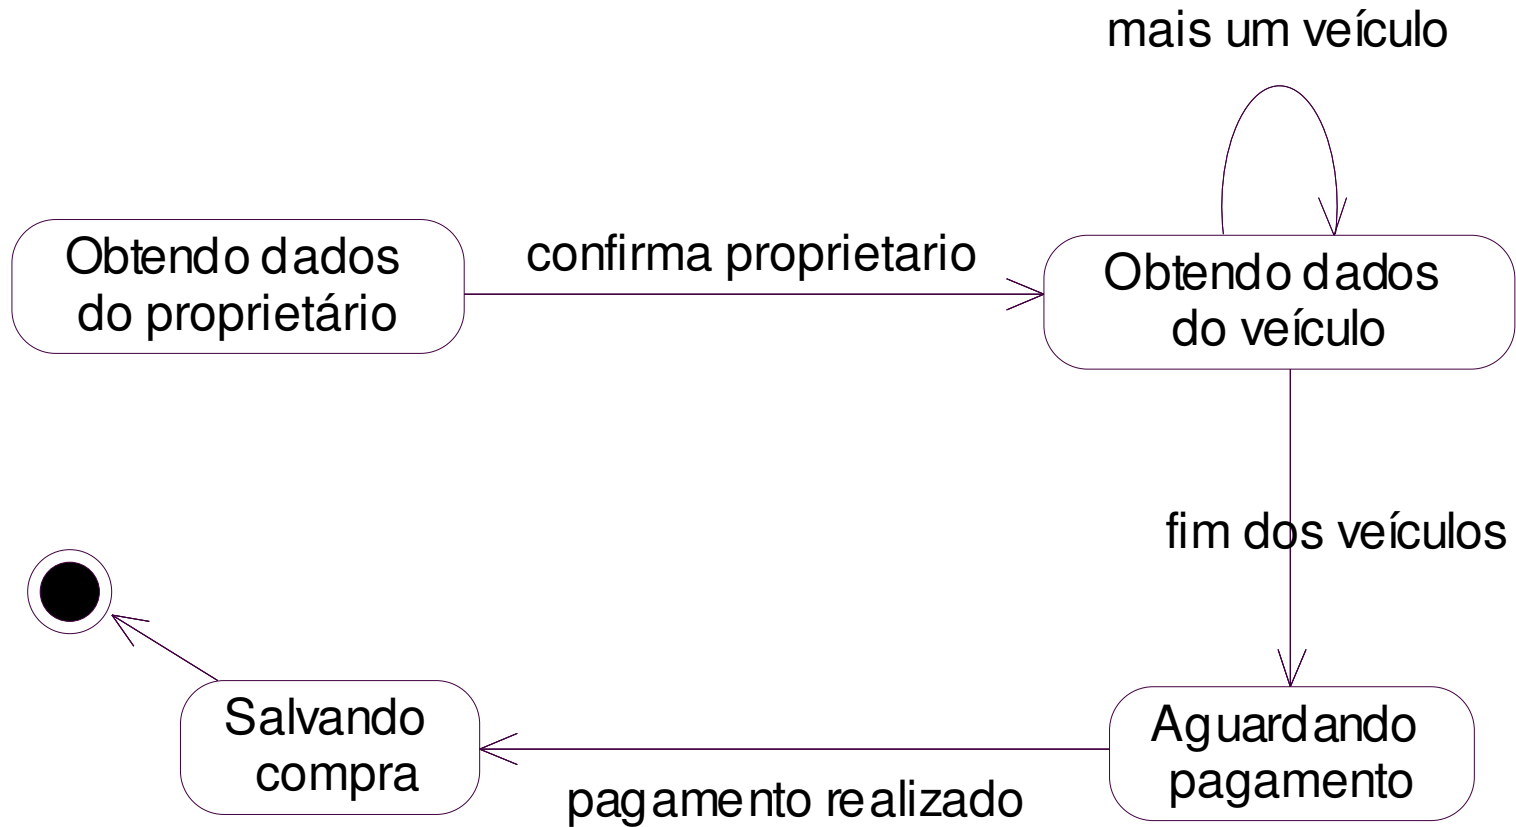 mais um veículo
Obtendo dados
do proprietário
confirma proprietario
Obtendo dados
do veículo
fim dos veículos
Salvando
compra
Aguardando
pagamento
pagamento realizado